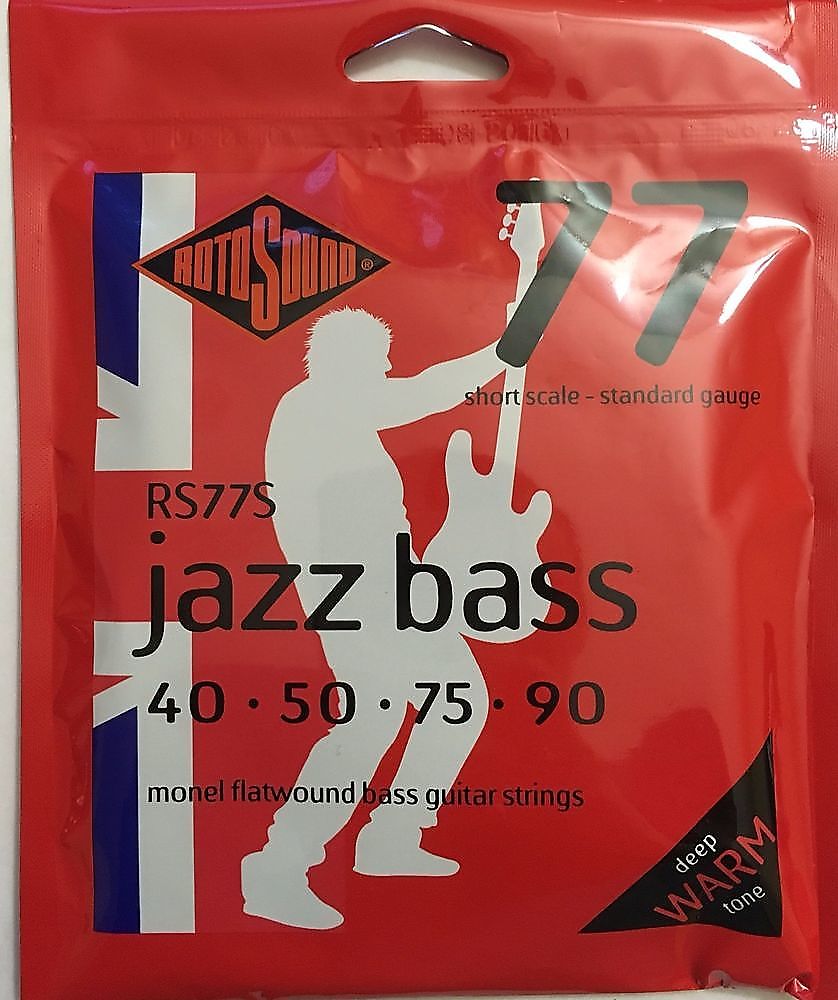 ROTOSOUND®
77
short scale - standard gauge
RS77S
jazz bass
40 · 50 · 75 · 90
monel flatwound bass guitar strings
deep
WARM
tone